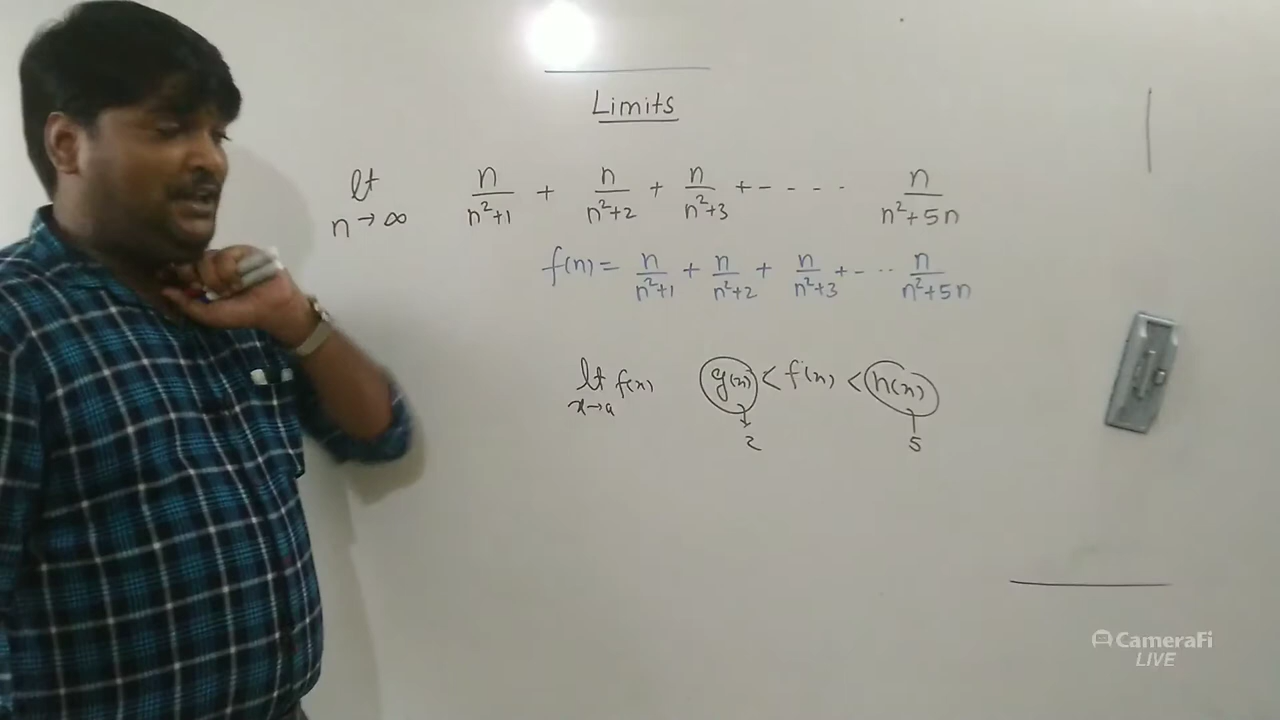 Limits
lt n→∞ n/(n²+1) + n/(n²+2) + n/(n²+3) +---- n/(n²+5n)
f(n) = n/(n²+1) + n/(n²+2) + n/(n²+3) +-·· n/(n²+5n)
lt x→a f(x) g(x) < f(x) < h(x)
2 5
CameraFi
LIVE